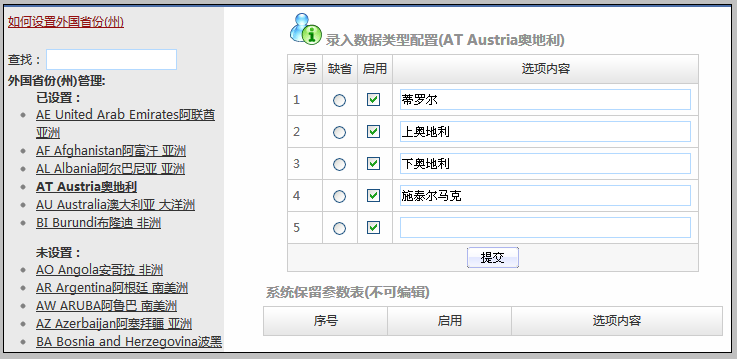 如何设置外国省份(州)
查找：
外国省份(州)管理:
已设置：
AE United Arab Emirates阿联酋
亚洲
AF Afghanistan阿富汗 亚洲
AL Albania阿尔巴尼亚 亚洲
AT Austria奥地利
AU Australia澳大利亚 大洋洲
BI Burundi布隆迪 非洲
未设置：
AO Angola安哥拉 非洲
AR Argentina阿根廷 南美洲
AW ARUBA阿鲁巴 南美洲
AZ Azerbaijan阿塞拜疆 亚洲
BA Bosnia and Herzegovina波黑
录入数据类型配置(AT Austria奥地利)
序号 缺省 启用 选项内容
1 蒂罗尔
2 上奥地利
3 下奥地利
4 施泰尔马克
5
提交
系统保留参数表(不可编辑)
序号 启用 选项内容